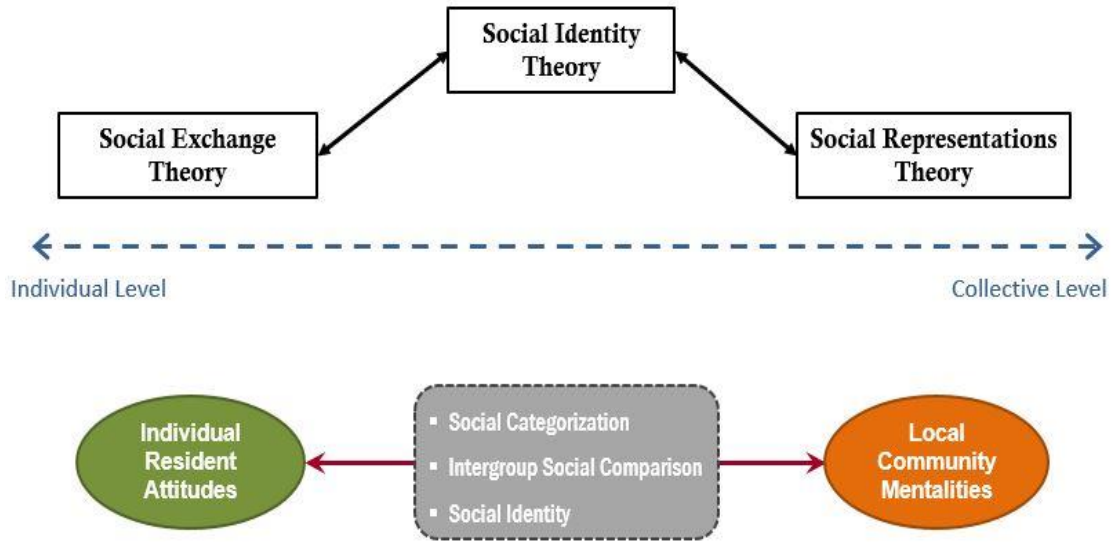 Social Identity
Theory
Social Exchange
Theory
Social Representations
Theory
Individual Level
Collective Level
Individual
Resident
Attitudes
▪ Social Categorization
▪ Intergroup Social Comparison
▪ Social Identity
Local
Community
Mentalities